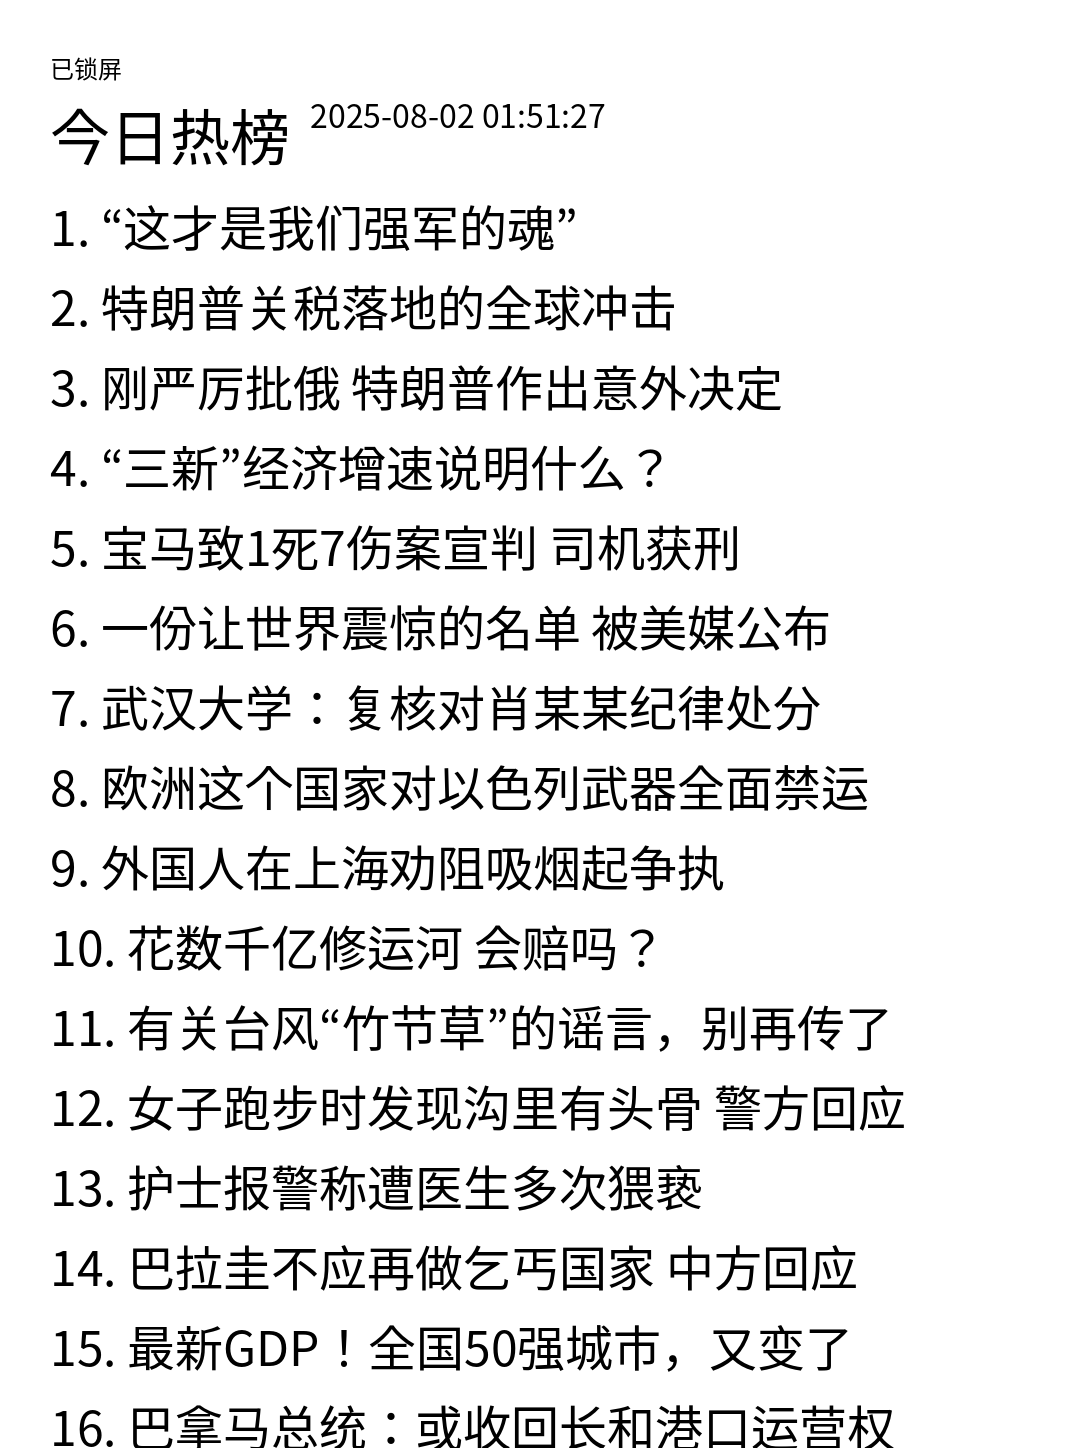 已锁屏
今日热榜 2025-08-02 01:51:27
1. “这才是我们强军的魂”
2. 特朗普关税落地的全球冲击
3. 刚严厉批俄 特朗普作出意外决定
4. “三新”经济增速说明什么？
5. 宝马致1死7伤案宣判 司机获刑
6. 一份让世界震惊的名单 被美媒公布
7. 武汉大学：复核对肖某某纪律处分
8. 欧洲这个国家对以色列武器全面禁运
9. 外国人在上海劝阻吸烟起争执
10. 花数千亿修运河 会赔吗？
11. 有关台风“竹节草”的谣言，别再传了
12. 女子跑步时发现沟里有头骨 警方回应
13. 护士报警称遭医生多次猥亵
14. 巴拉圭不应再做乞丐国家 中方回应
15. 最新GDP！全国50强城市，又变了
16. 巴拿马总统：或收回长和港口运营权